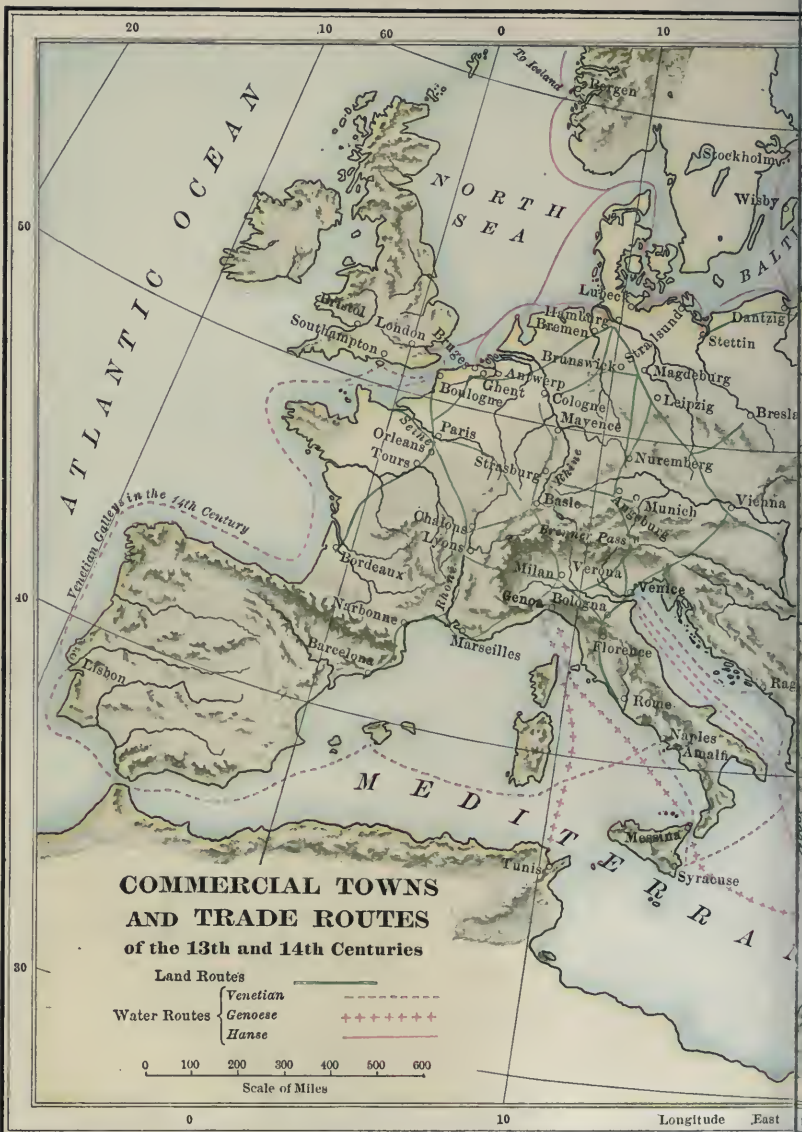 20
10
60
0
10
To Iceland
Bergen
Stockholm
Wisby
NORTH
SEA
ATLANTIC OCEAN
50
BALTI
Lubec
Hamburg
Bremen
Stralsund
Dantzig
Stettin
Bristol
London
Southampton
Bruges
Brunswick
Magdeburg
Antwerp
Ghent
Boulogne
Cologne
Leipzig
Bresla
Mayence
Seine
Paris
Orleans
Tours
Strasburg
Rhine
Nuremberg
Basle
Augsburg
Munich
Vienna
Venetian Galleys in the 14th Century
Chalons
Lyons
Brenner Pass
Bordeaux
Milan
Verona
Venice
Rhone
Genoa
Bologna
40
Narbonne
Marseilles
Florence
Barcelona
Lisbon
Rome
Rag
Naples
Amalfi
MEDITERRA
Messina
Tunis
Syracuse
COMMERCIAL TOWNS
AND TRADE ROUTES
of the 13th and 14th Centuries
30
Land Routes
Water Routes
Venetian
Genoese
Hanse
0 100 200 300 400 500 600
Scale of Miles
0
10
Longitude East